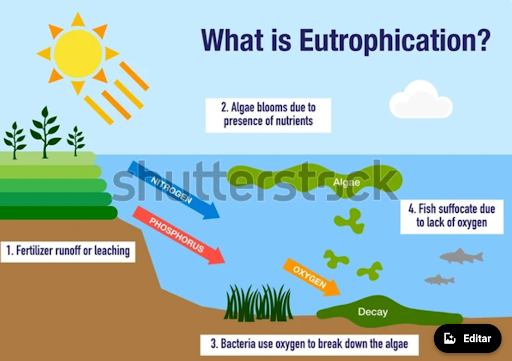 What is Eutrophication?
2. Algae blooms due to
presence of nutrients
shutterstock
Algae
NITROGEN
PHOSPHORUS
4. Fish suffocate due
to lack of oxygen
1. Fertilizer runoff or leaching
OXYGEN
Decay
3. Bacteria use oxygen to break down the algae
Editar